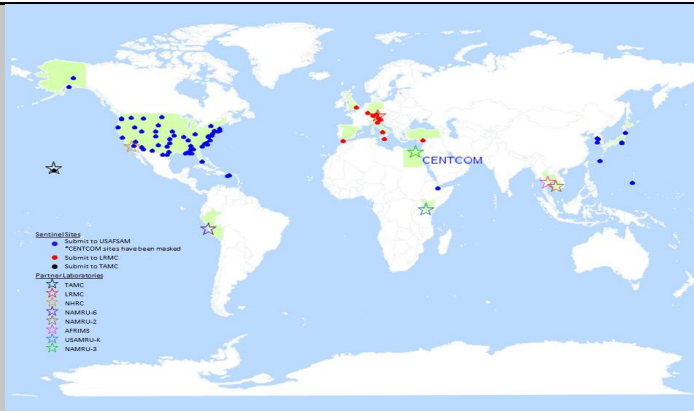 CENTCOM
Sentinel Sites
Submit to USAFSAM
*CENTCOM sites have been masked
Submit to LRMC
Submit to TAMC
Partner Laboratories
TAMC
LRMC
NHRC
NAMRU-6
NAMRU-2
AFRIMS
USAMRU-K
NAMRU-3